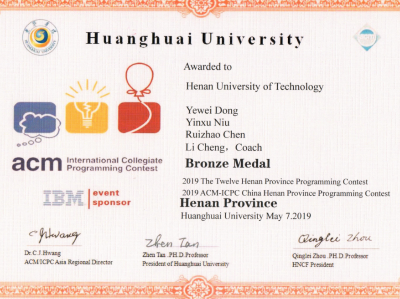 Huanghuai University
Awarded to
Henan University of Technology
Yewei Dong
Yinxu Niu
Ruizhao Chen
Li Cheng, Coach
Bronze Medal
acm International Collegiate
Programming Contest
2019 The Twelve Henan Province Programming Contest
2019 ACM-ICPC China Henan Province Programming Contest
IBM event
sponsor
Henan Province
Huanghuai University May 7.2019
CJHwang
Zhen Tan
Qinglei Zhou
Dr. C.J. Hwang
ACM/ICPC Asia Regional Director
Zhen Tan .PH.D.Professor
President of Huanghuai University
Qinglei Zhou .PH.D.Professor
HNCF President